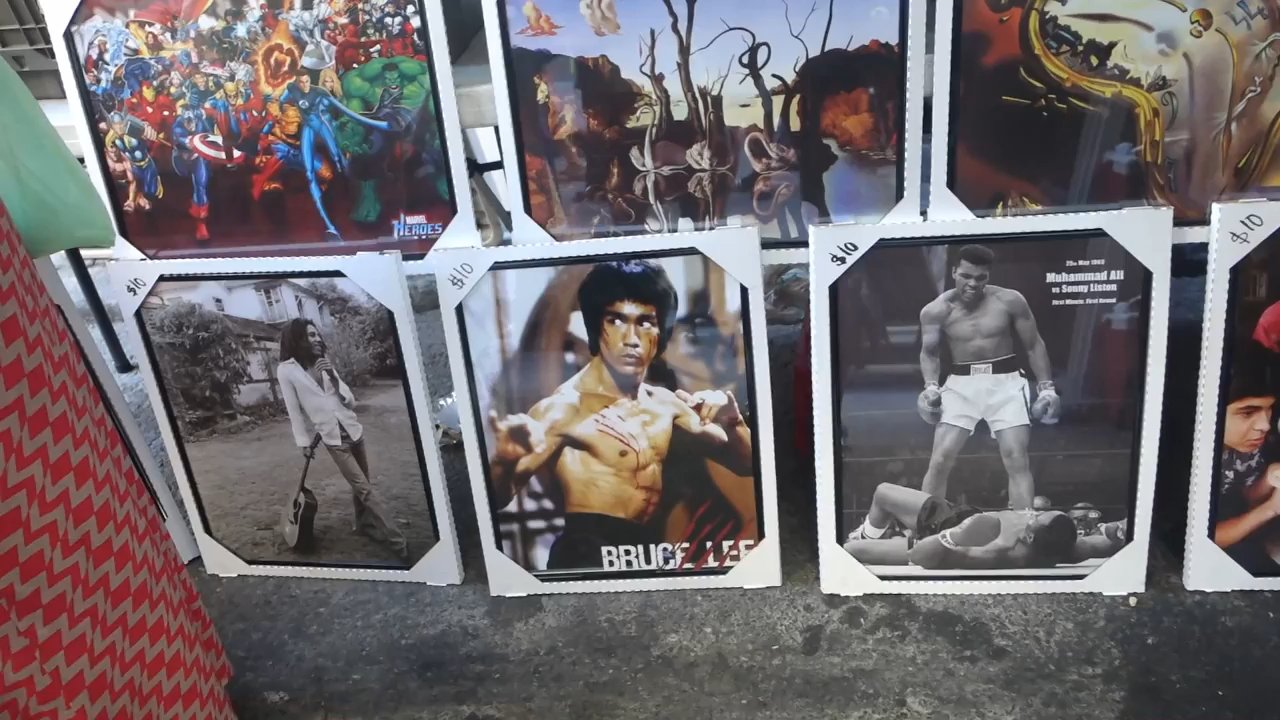 MARVEL
HEROES
$10
$10
$10
$10
25th May 1965
Muhammad Ali
vs Sonny Liston
First Minute, First Round
BRUCE LEE